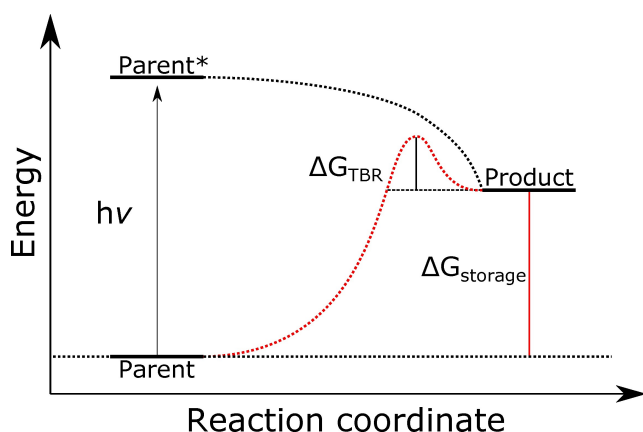 Parent*
ΔG_TBR
Product
hν
ΔG_storage
Parent
Energy
Reaction coordinate